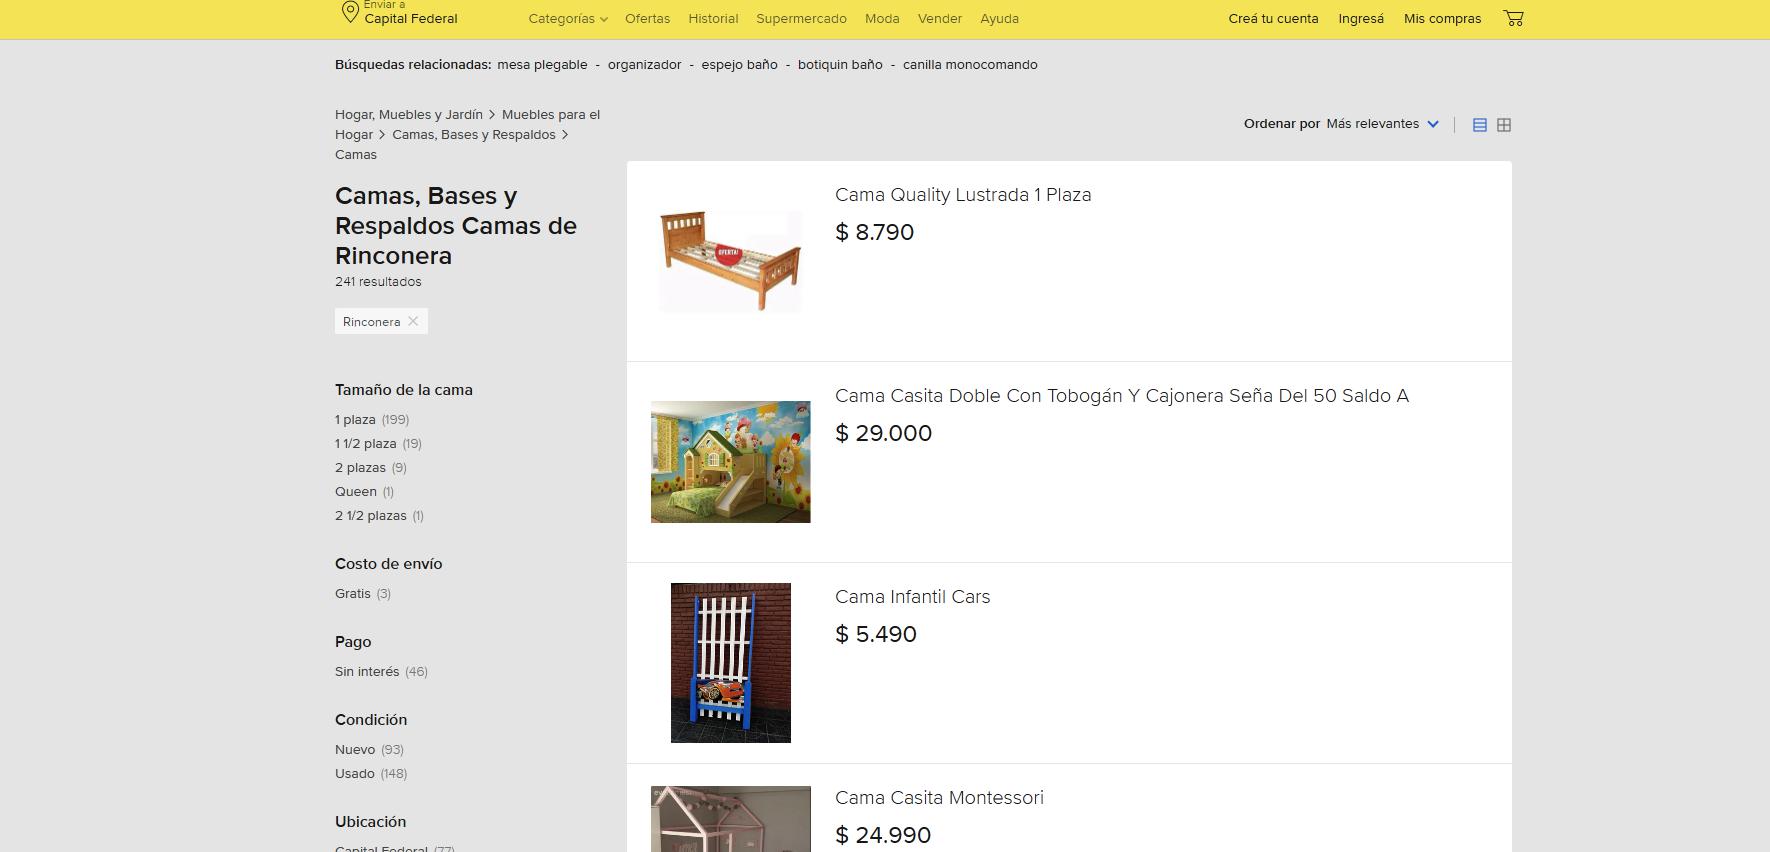 Enviar a
Capital Federal
Categorías
Ofertas
Historial
Supermercado
Moda
Vender
Ayuda
Creá tu cuenta
Ingresá
Mis compras
Búsquedas relacionadas: mesa plegable - organizador - espejo baño - botiquin baño - canilla monocomando
Hogar, Muebles y Jardín > Muebles para el
Hogar > Camas, Bases y Respaldos >
Camas
Ordenar por Más relevantes
Camas, Bases y
Respaldos Camas de
Rinconera
241 resultados
Rinconera
Tamaño de la cama
1 plaza (199)
1 1/2 plaza (19)
2 plazas (9)
Queen (1)
2 1/2 plazas (1)
Costo de envío
Gratis (3)
Pago
Sin interés (46)
Condición
Nuevo (93)
Usado (148)
Ubicación
Capital Federal (77)
Cama Quality Lustrada 1 Plaza
$ 8.790
OFERTA!
Cama Casita Doble Con Tobogán Y Cajonera Seña Del 50 Saldo A
$ 29.000
Cama Infantil Cars
$ 5.490
Cama Casita Montessori
$ 24.990